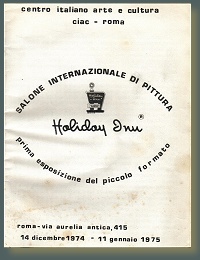 centro italiano arte e cultura
ciac - roma
SALONE INTERNAZIONALE DI PITTURA
Holiday Inn®
prima esposizione del piccolo formato
roma - via aurelia antica, 415
14 dicembre 1974 - 11 gennaio 1975